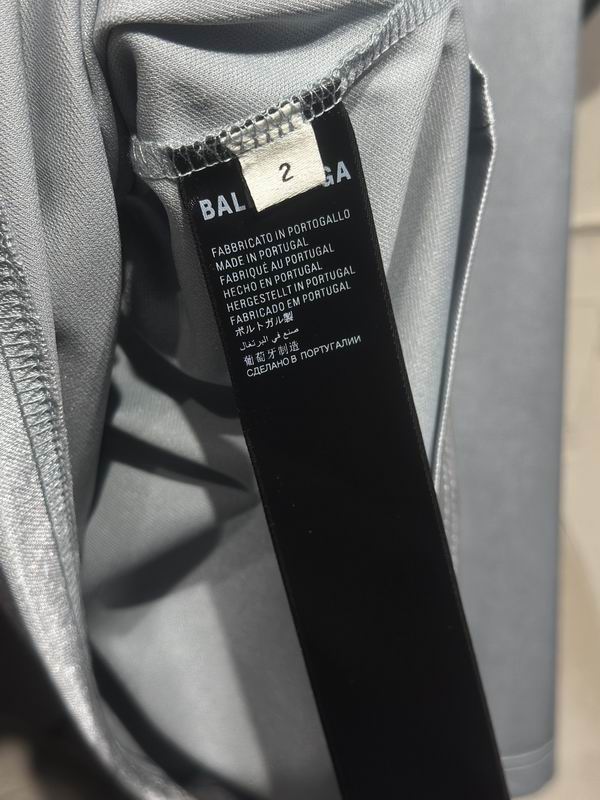 2
BAL GA
FABBRICATO IN PORTOGALLO
MADE IN PORTUGAL
FABRIQUÉ AU PORTUGAL
HECHO EN PORTUGAL
HERGESTELLT IN PORTUGAL
FABRICADO EM PORTUGAL
ポルトガル製
صنع في البرتغال
葡萄牙制造
СДЕЛАНО В ПОРТУГАЛИИ